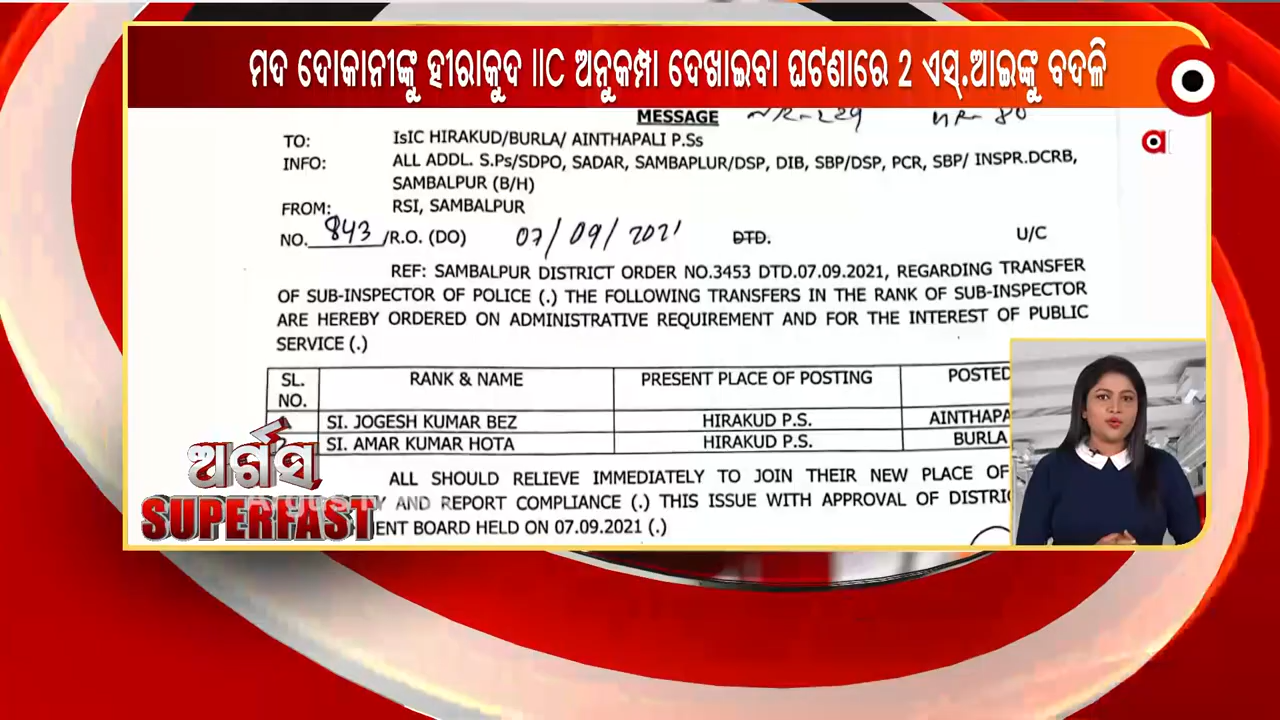 ମଦ ଦୋକାନୀଙ୍କୁ ହୀରାକୁଦ IIC ଅନୁକମ୍ପା ଦେଖାଇବା ଘଟଣାରେ 2 ଏସ୍.ଆଇଙ୍କୁ ବଦଳି
MESSAGE
TO: IsIC HIRAKUD/BURLA/ AINTHAPALI P.Ss
INFO: ALL ADDL. S.Ps/SDPO, SADAR, SAMBAPLUR/DSP, DIB, SBP/DSP, PCR, SBP/ INSPR.DCRB,
SAMBALPUR (B/H)
FROM: RSI, SAMBALPUR
NO. 843 /R.O. (DO) 07/09/2021 DTD. U/C
REF: SAMBALPUR DISTRICT ORDER NO.3453 DTD.07.09.2021, REGARDING TRANSFER
OF SUB-INSPECTOR OF POLICE (.) THE FOLLOWING TRANSFERS IN THE RANK OF SUB-INSPECTOR
ARE HEREBY ORDERED ON ADMINISTRATIVE REQUIREMENT AND FOR THE INTEREST OF PUBLIC
SERVICE (.)
SL. NO. RANK & NAME PRESENT PLACE OF POSTING POSTED
SI. JOGESH KUMAR BEZ HIRAKUD P.S. AINTHAPA
SI. AMAR KUMAR HOTA HIRAKUD P.S. BURLA
ALL SHOULD RELIEVE IMMEDIATELY TO JOIN THEIR NEW PLACE OF
AND REPORT COMPLIANCE (.) THIS ISSUE WITH APPROVAL OF DISTRIC
ENT BOARD HELD ON 07.09.2021 (.)
ଅର୍ଗସ
SUPERFAST